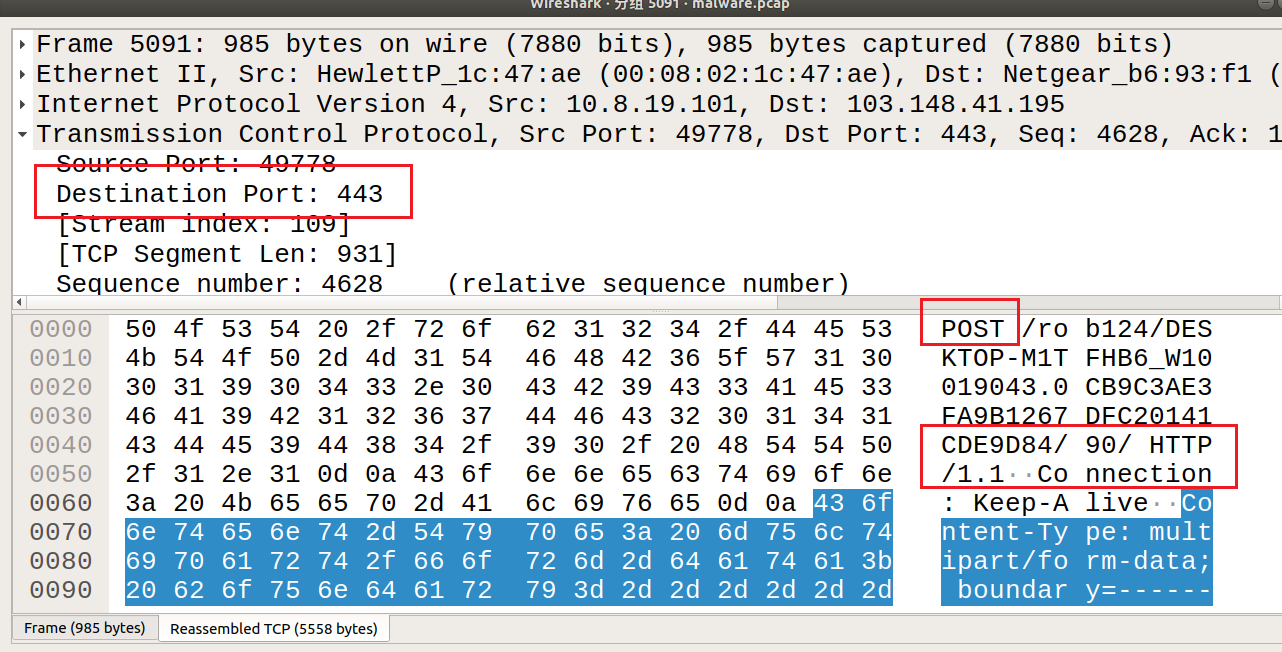 Wireshark · 分组 5091 · malware.pcap
Frame 5091: 985 bytes on wire (7880 bits), 985 bytes captured (7880 bits)
Ethernet II, Src: HewlettP_1c:47:ae (00:08:02:1c:47:ae), Dst: Netgear_b6:93:f1 (
Internet Protocol Version 4, Src: 10.8.19.101, Dst: 103.148.41.195
Transmission Control Protocol, Src Port: 49778, Dst Port: 443, Seq: 4628, Ack: 1
Source Port: 49778
Destination Port: 443
[Stream index: 109]
[TCP Segment Len: 931]
Sequence number: 4628 (relative sequence number)
0000 50 4f 53 54 20 2f 72 6f 62 31 32 34 2f 44 45 53 POST /ro b124/DES
0010 4b 54 4f 50 2d 4d 31 54 46 48 42 36 5f 57 31 30 KTOP-M1T FHB6_W10
0020 30 31 39 30 34 33 2e 30 43 42 39 43 33 41 45 33 019043.0 CB9C3AE3
0030 46 41 39 42 31 32 36 37 44 46 43 32 30 31 34 31 FA9B1267 DFC20141
0040 43 44 45 39 44 38 34 2f 39 30 2f 20 48 54 54 50 CDE9D84/ 90/ HTTP
0050 2f 31 2e 31 0d 0a 43 6f 6e 6e 65 63 74 69 6f 6e /1.1··Co nnection
0060 3a 20 4b 65 65 70 2d 41 6c 69 76 65 0d 0a 43 6f : Keep-A live··Co
0070 6e 74 65 6e 74 2d 54 79 70 65 3a 20 6d 75 6c 74 ntent-Ty pe: mult
0080 69 70 61 72 74 2f 66 6f 72 6d 2d 64 61 74 61 3b ipart/fo rm-data;
0090 20 62 6f 75 6e 64 61 72 79 3d 2d 2d 2d 2d 2d 2d  boundar y=------
Frame (985 bytes) Reassembled TCP (5558 bytes)